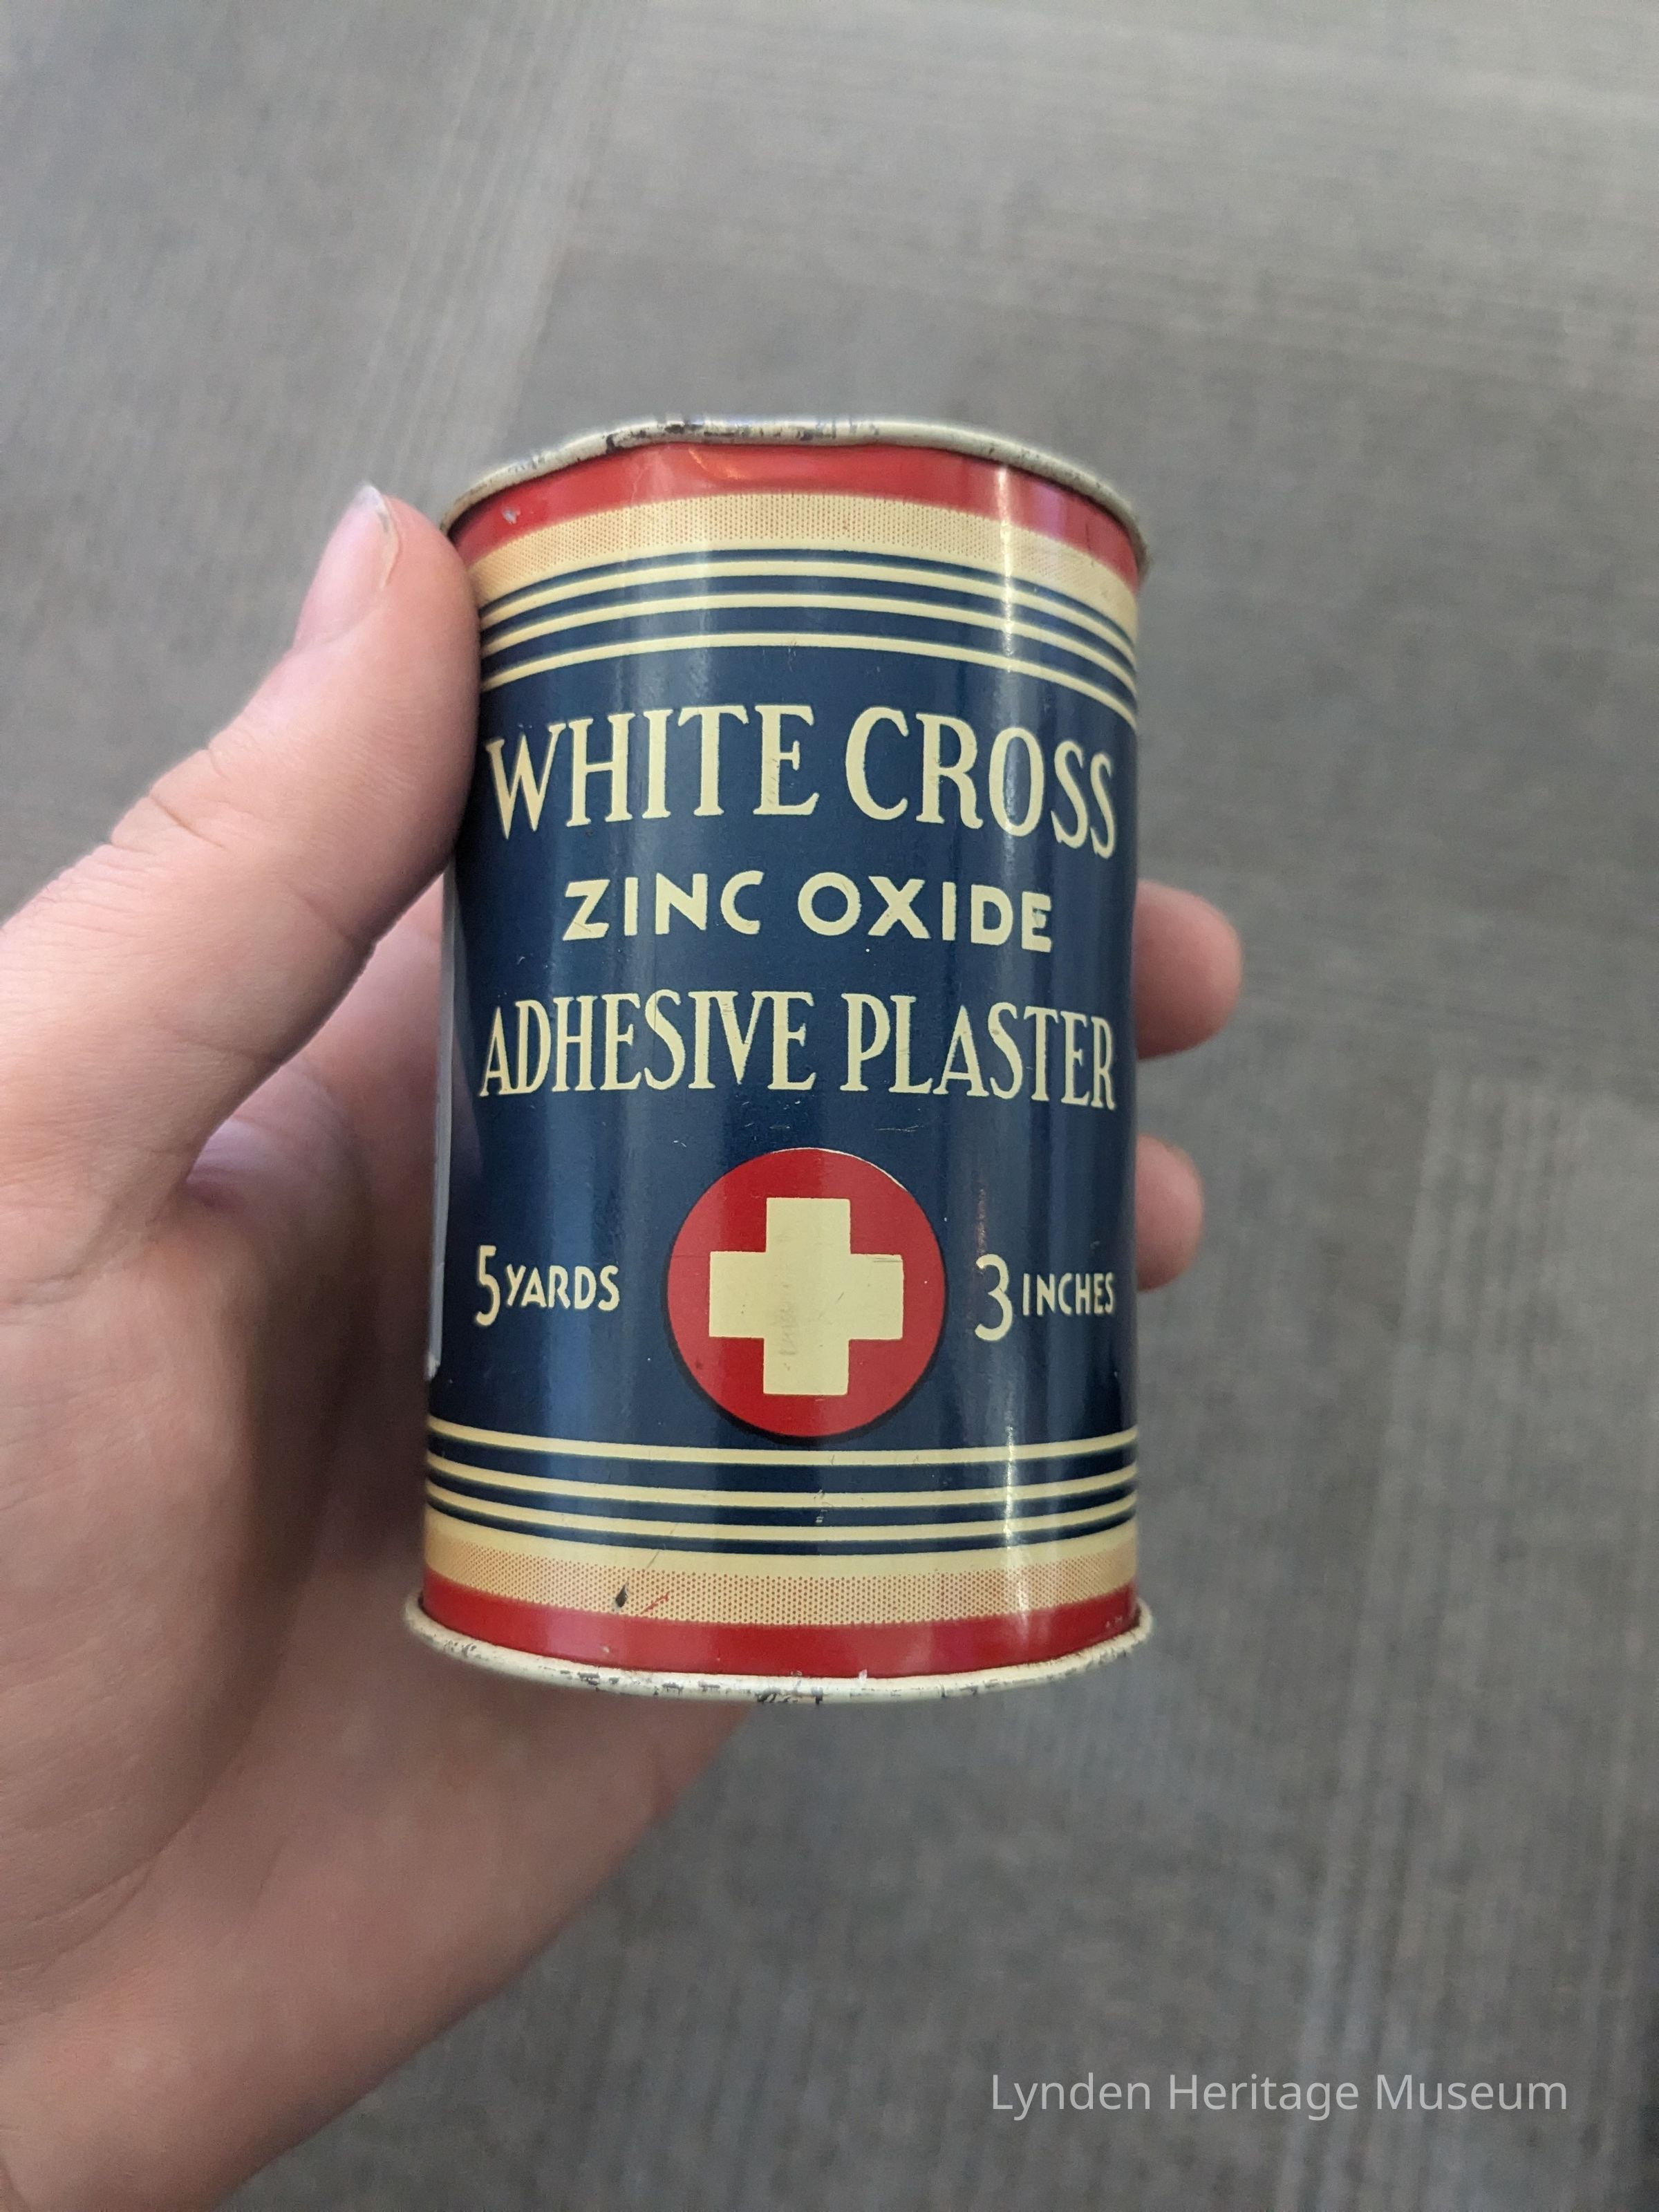 WHITE CROSS
ZINC OXIDE
ADHESIVE PLASTER
5 YARDS 3 INCHES
Lynden Heritage Museum